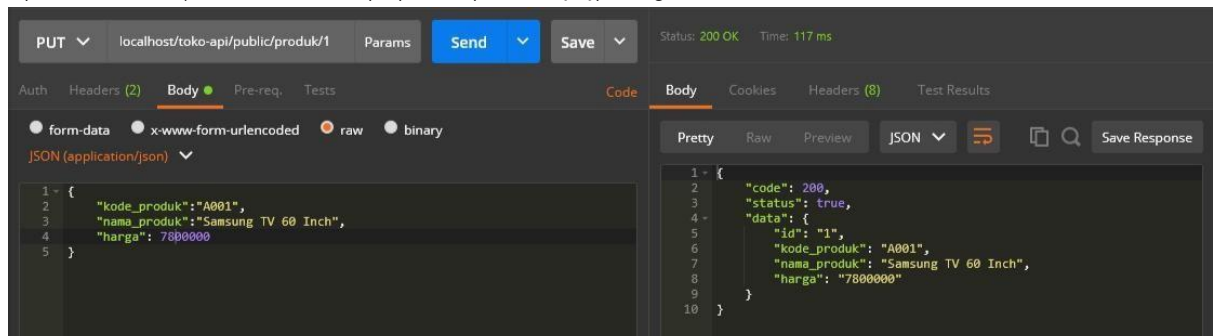 PUT localhost/toko-api/public/produk/1 Params Send Save
Auth Headers (2) Body Pre-req. Tests Code
form-data x-www-form-urlencoded raw binary
JSON (application/json)
1 {
2 "kode_produk":"A001",
3 "nama_produk":"Samsung TV 60 Inch",
4 "harga": 7800000
5 }
Status: 200 OK Time: 117 ms
Body Cookies Headers (8) Test Results
Pretty Raw Preview JSON Save Response
1 {
2 "code": 200,
3 "status": true,
4 "data": {
5 "id": "1",
6 "kode_produk": "A001",
7 "nama_produk": "Samsung TV 60 Inch",
8 "harga": "7800000"
9 }
10 }